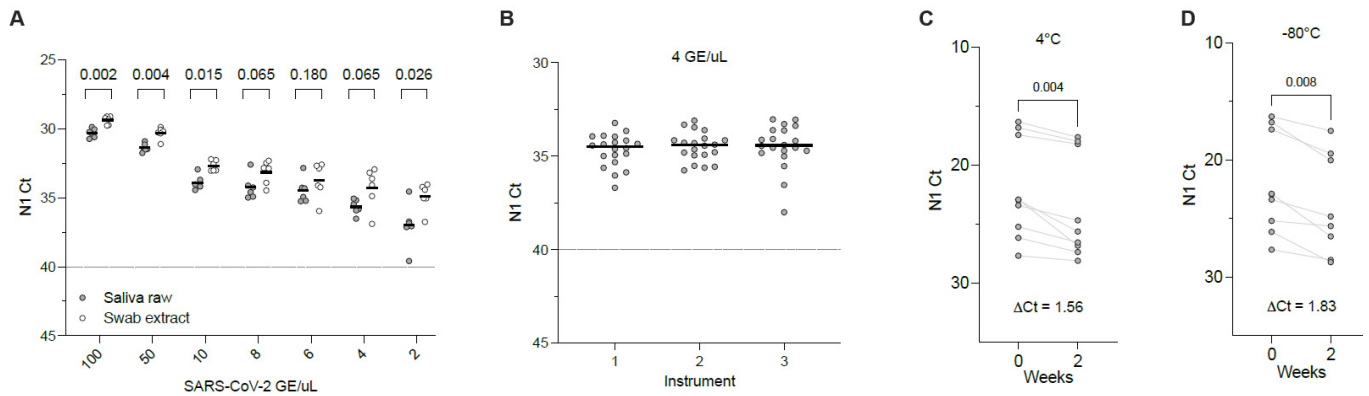 A
25
0.002 0.004 0.015 0.065 0.180 0.065 0.026
30
35
40
45
N1 Ct
Saliva raw
Swab extract
100 50 10 8 6 4 2
SARS-CoV-2 GE/uL
B
4 GE/uL
30
35
40
45
N1 Ct
1 2 3
Instrument
C
4°C
10
0.004
20
30
N1 Ct
ΔCt = 1.56
0 2
Weeks
D
-80°C
10
0.008
20
30
N1 Ct
ΔCt = 1.83
0 2
Weeks